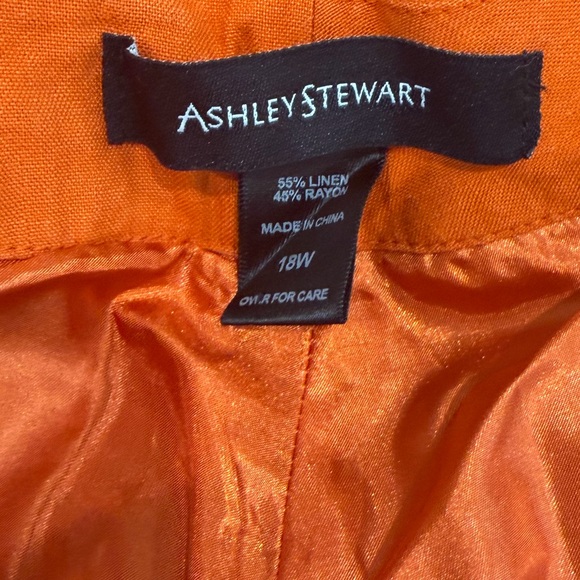 ASHLEY STEWART
55% LINEN
45% RAYON
MADE IN CHINA
18W
FOR CARE